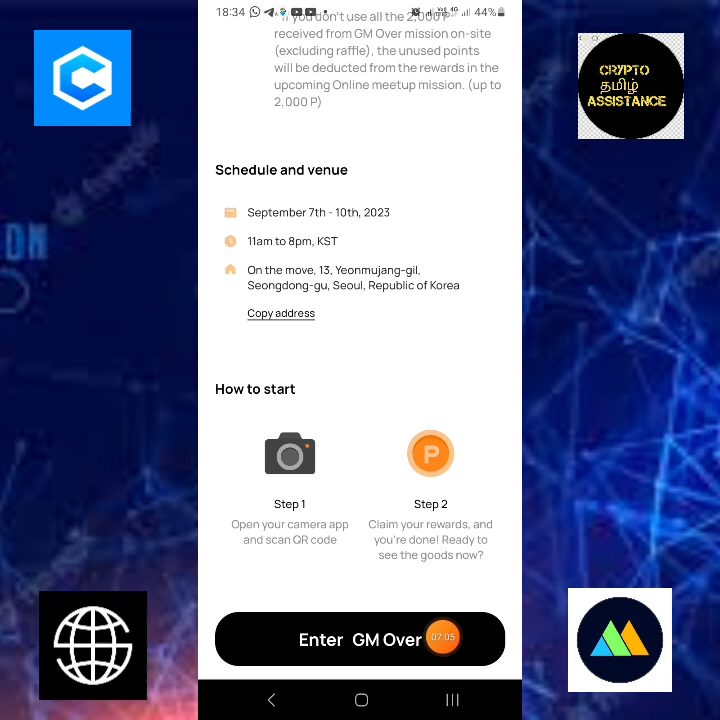 18:34
44%
* If you don't use all the 2,000 P
received from GM Over mission on-site
(excluding raffle), the unused points
will be deducted from the rewards in the
upcoming Online meetup mission. (up to
2,000 P)
CRYPTO
தமிழ்
ASSISTANCE
Schedule and venue
September 7th - 10th, 2023
11am to 8pm, KST
On the move, 13, Yeonmujang-gil,
Seongdong-gu, Seoul, Republic of Korea
Copy address
How to start
P
Step 1
Step 2
Open your camera app
and scan QR code
Claim your rewards, and
you're done! Ready to
see the goods now?
Enter GM Over
07:05